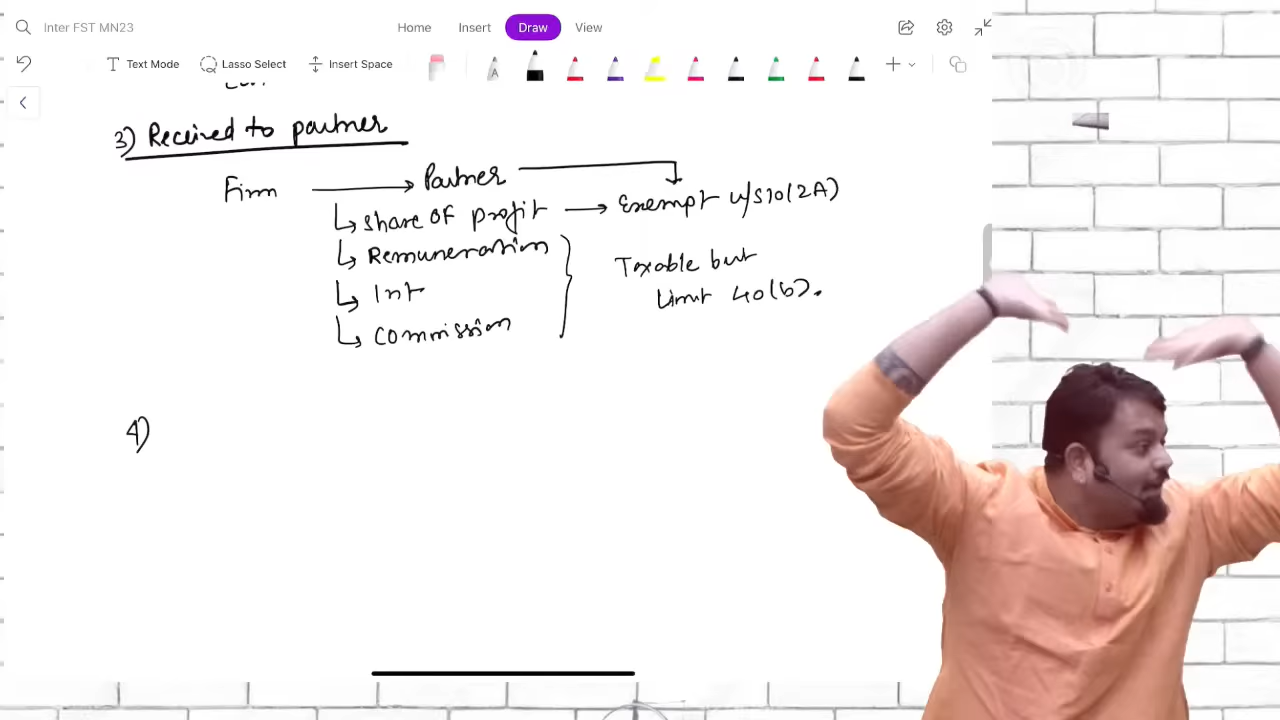 Inter FST MN23
Home
Insert
Draw
View
Text Mode
Lasso Select
Insert Space
A
3) Received to partner
Firm → Partner
↳ Share of profit → Exempt u/s 10(2A)
↳ Remuneration
↳ Int
↳ Commission
Taxable but
Limit 40(b).
4)